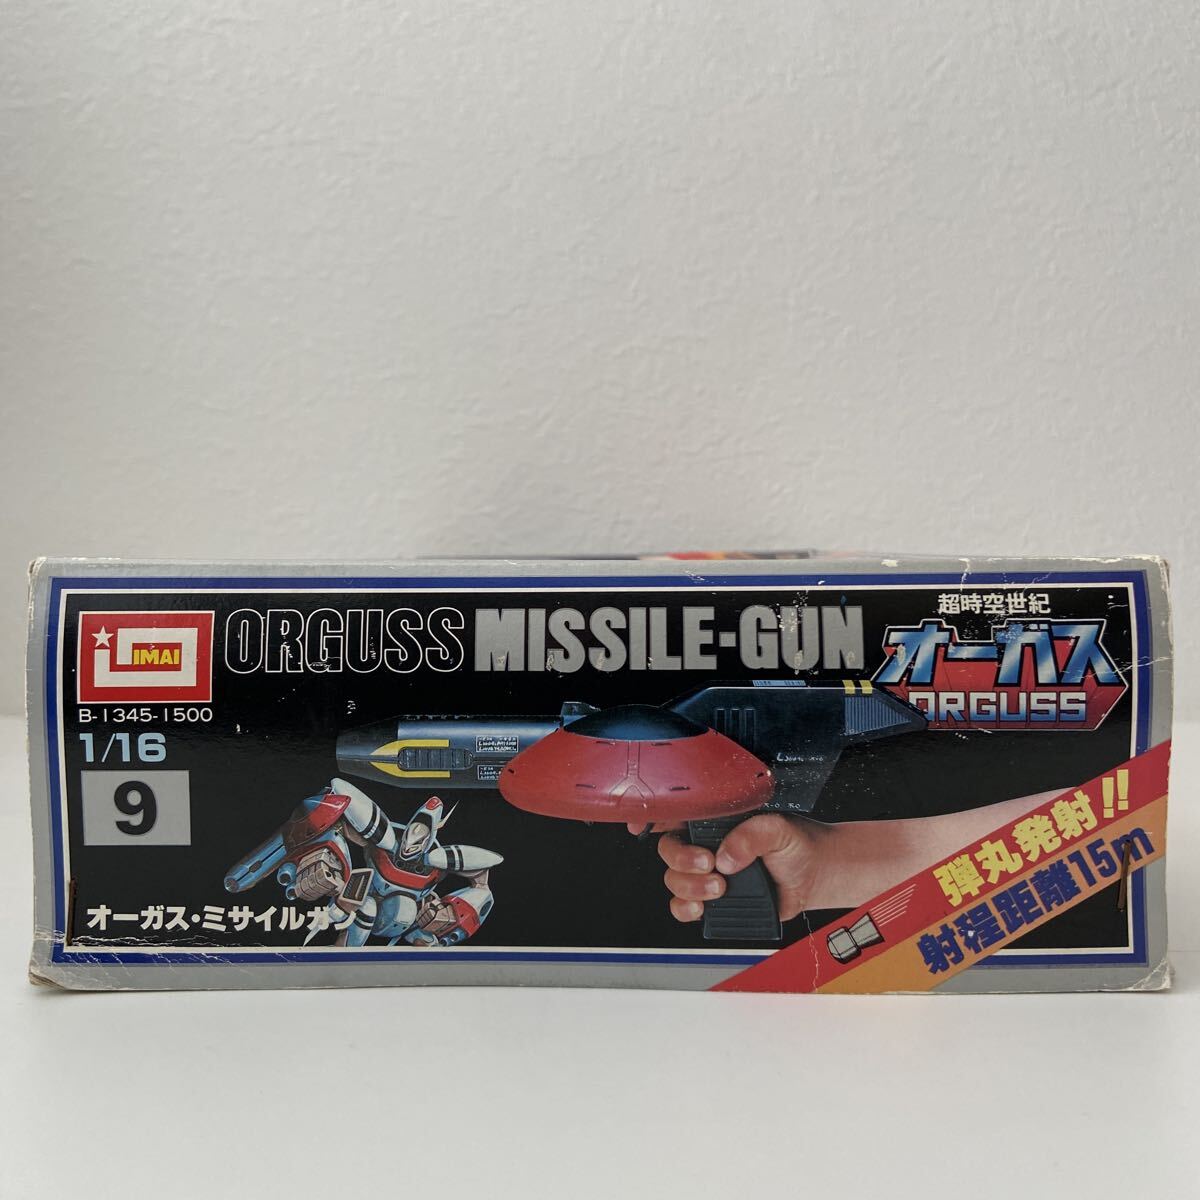 IMAI
B-1345-1500
1/16
9
ORGUSS MISSILE-GUN
超時空世紀
オーガス
ORGUSS
オーガス・ミサイルガン
弾丸発射!!
射程距離15m